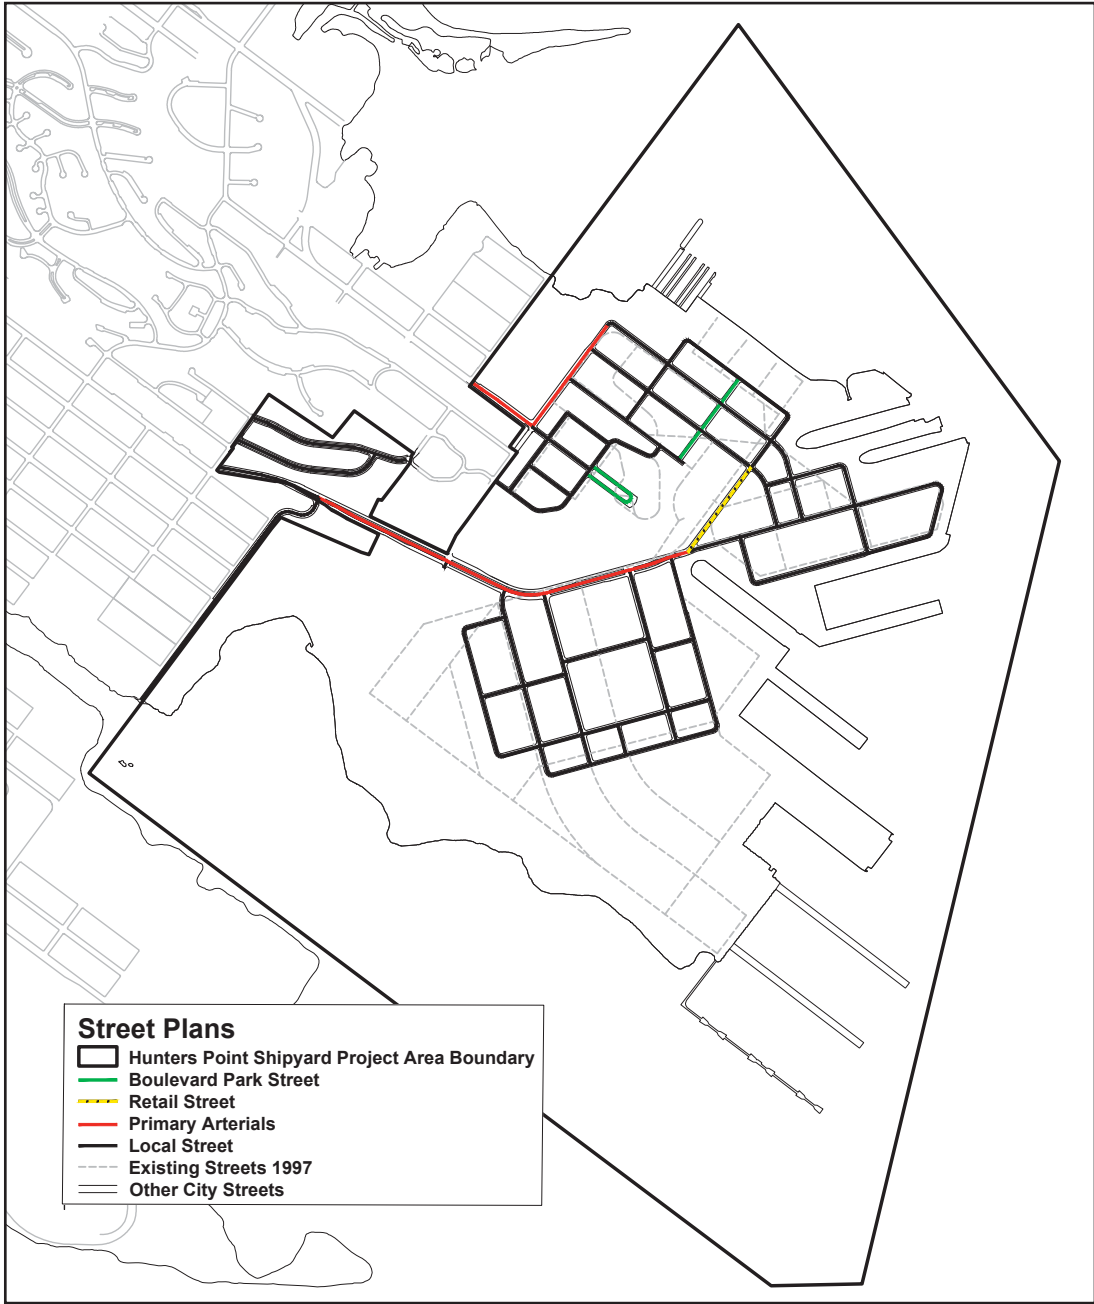 Street Plans
Hunters Point Shipyard Project Area Boundary
Boulevard Park Street
Retail Street
Primary Arterials
Local Street
Existing Streets 1997
Other City Streets